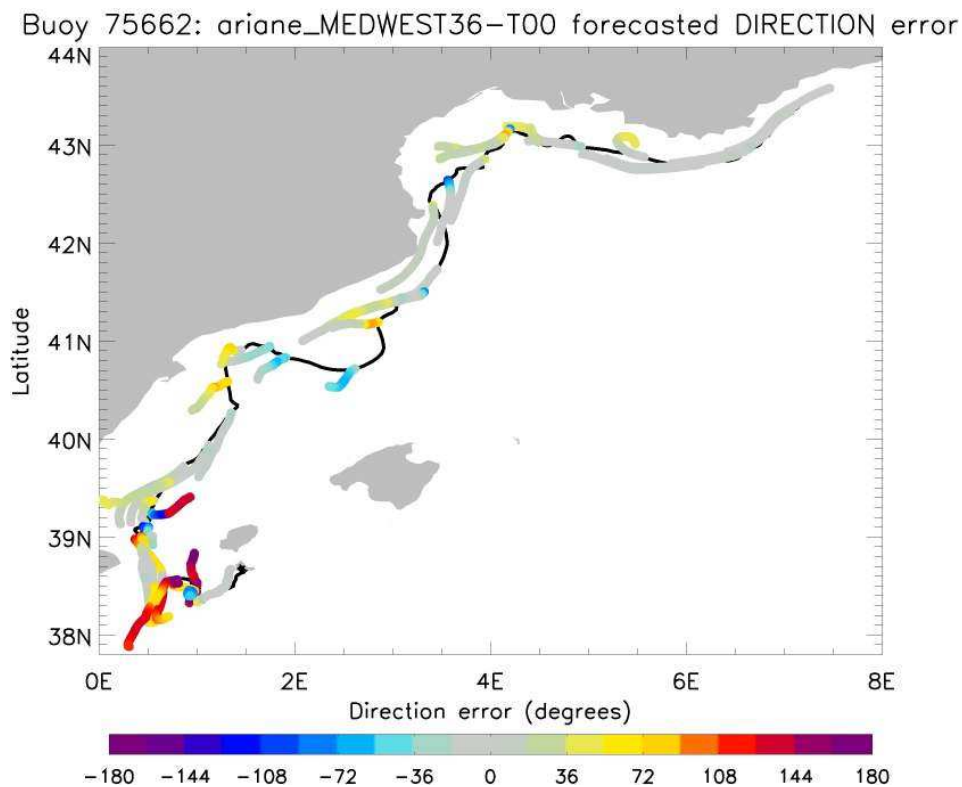 Buoy 75662: ariane_MEDWEST36-T00 forecasted DIRECTION error
44N
43N
42N
41N
40N
39N
38N
Latitude
0E 2E 4E 6E 8E
Direction error (degrees)
-180 -144 -108 -72 -36 0 36 72 108 144 180